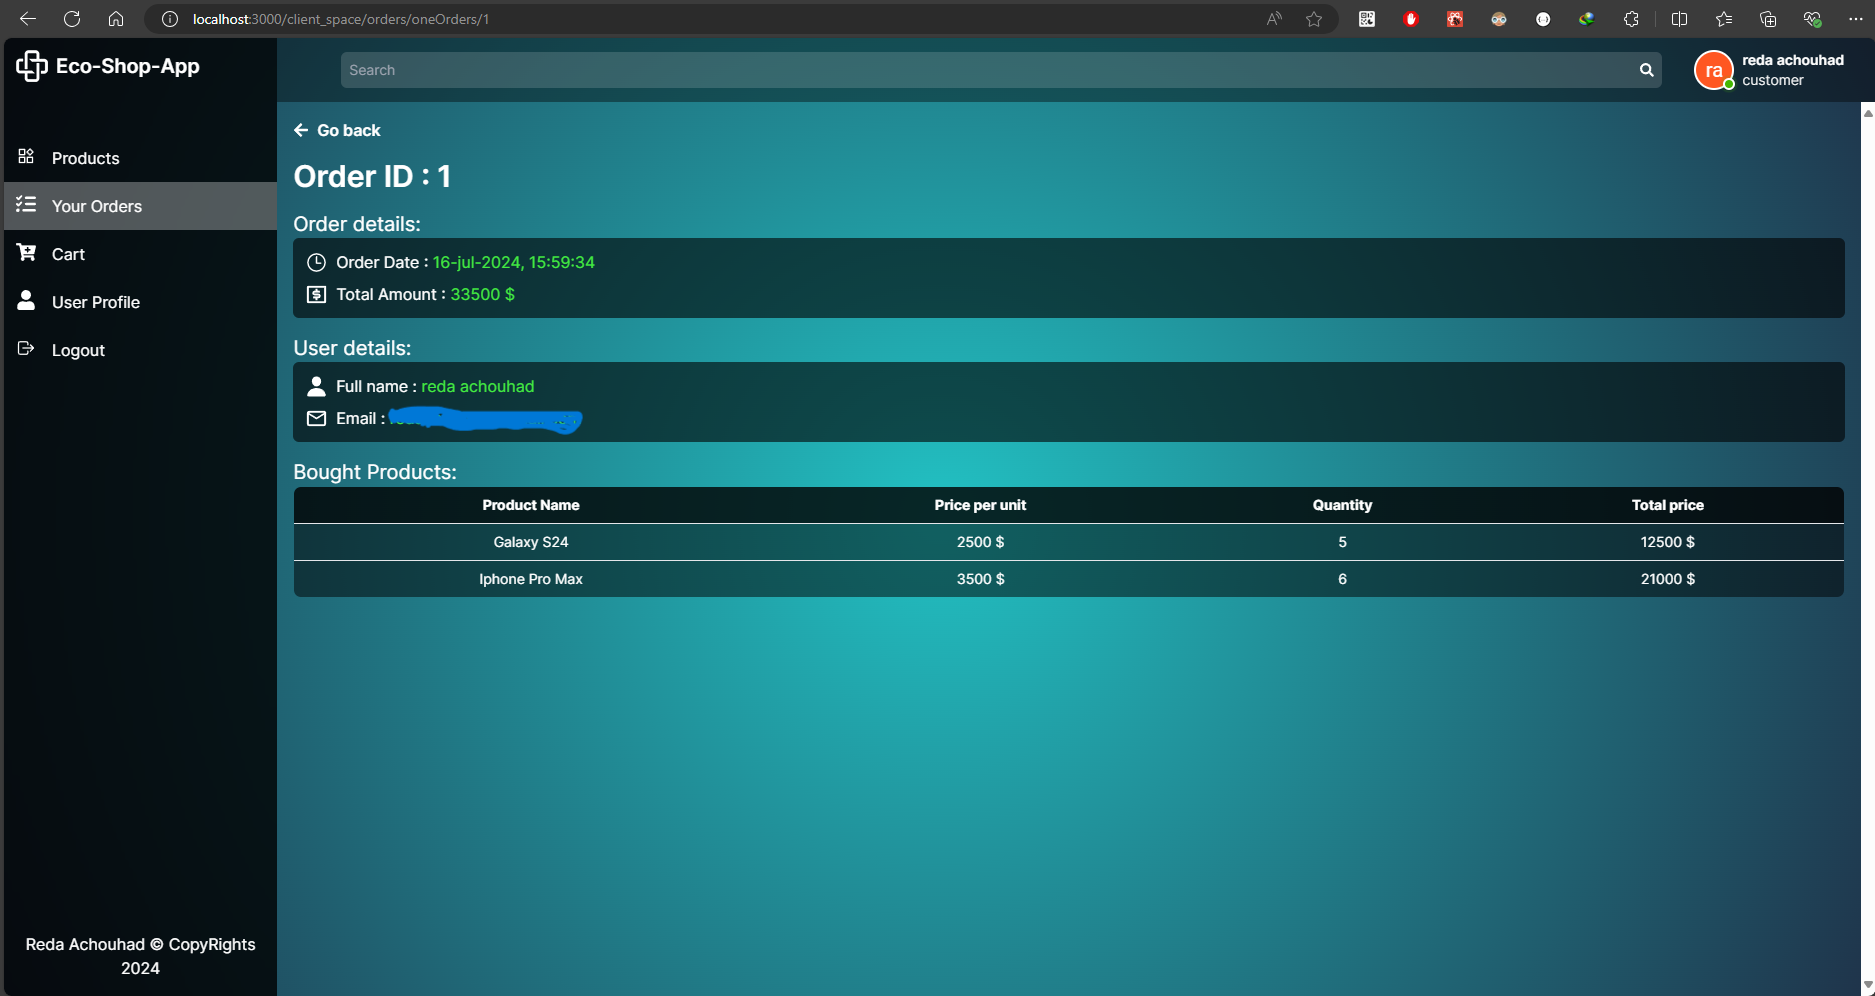 localhost:3000/client_space/orders/oneOrders/1
Eco-Shop-App
Search
ra
reda achouhad
customer
Products
Your Orders
Cart
User Profile
Logout
Go back
Order ID : 1
Order details:
Order Date : 16-jul-2024, 15:59:34
Total Amount : 33500 $
User details:
Full name : reda achouhad
Email :
Bought Products:
Product Name Price per unit Quantity Total price
Galaxy S24 2500 $ 5 12500 $
Iphone Pro Max 3500 $ 6 21000 $
Reda Achouhad © CopyRights
2024